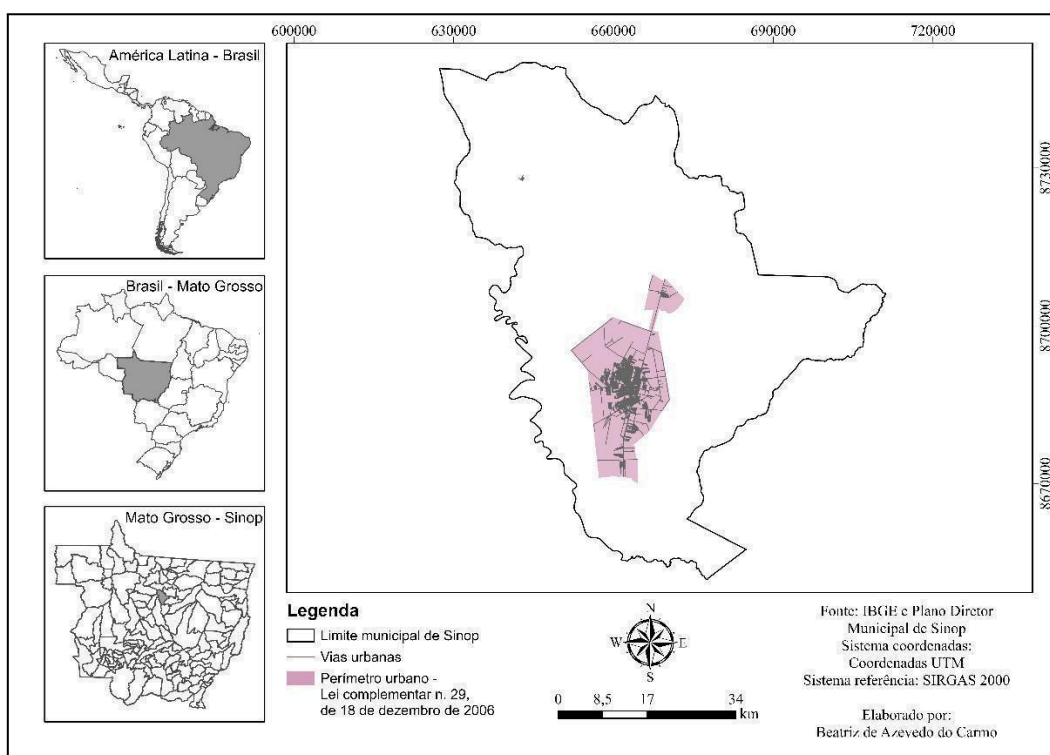 600000 630000 660000 690000 720000
América Latina - Brasil
8730000
Brasil - Mato Grosso
8700000
8670000
Mato Grosso - Sinop
Legenda
Limite municipal de Sinop
Vias urbanas
Perímetro urbano -
Lei complementar n. 29,
de 18 de dezembro de 2006
N
W E
S
0 8,5 17 34
km
Fonte: IBGE e Plano Diretor
Municipal de Sinop
Sistema coordenadas:
Coordenadas UTM
Sistema referência: SIRGAS 2000
Elaborado por:
Beatriz de Azevedo do Carmo